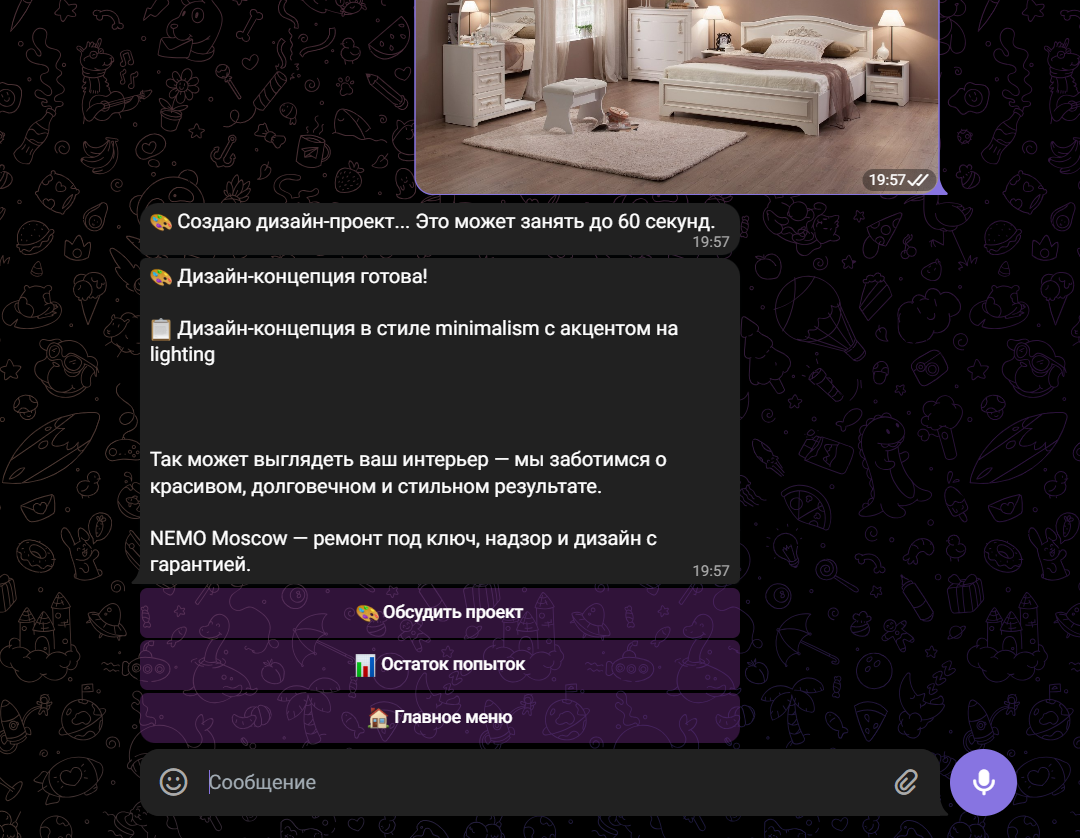 19:57
🎨 Создаю дизайн-проект... Это может занять до 60 секунд.
19:57
🎨 Дизайн-концепция готова!
📋 Дизайн-концепция в стиле minimalism с акцентом на
lighting
Так может выглядеть ваш интерьер — мы заботимся о
красивом, долговечном и стильном результате.
NEMO Moscow — ремонт под ключ, надзор и дизайн с
гарантией.
19:57
🎨 Обсудить проект
📊 Остаток попыток
🏠 Главное меню
Сообщение